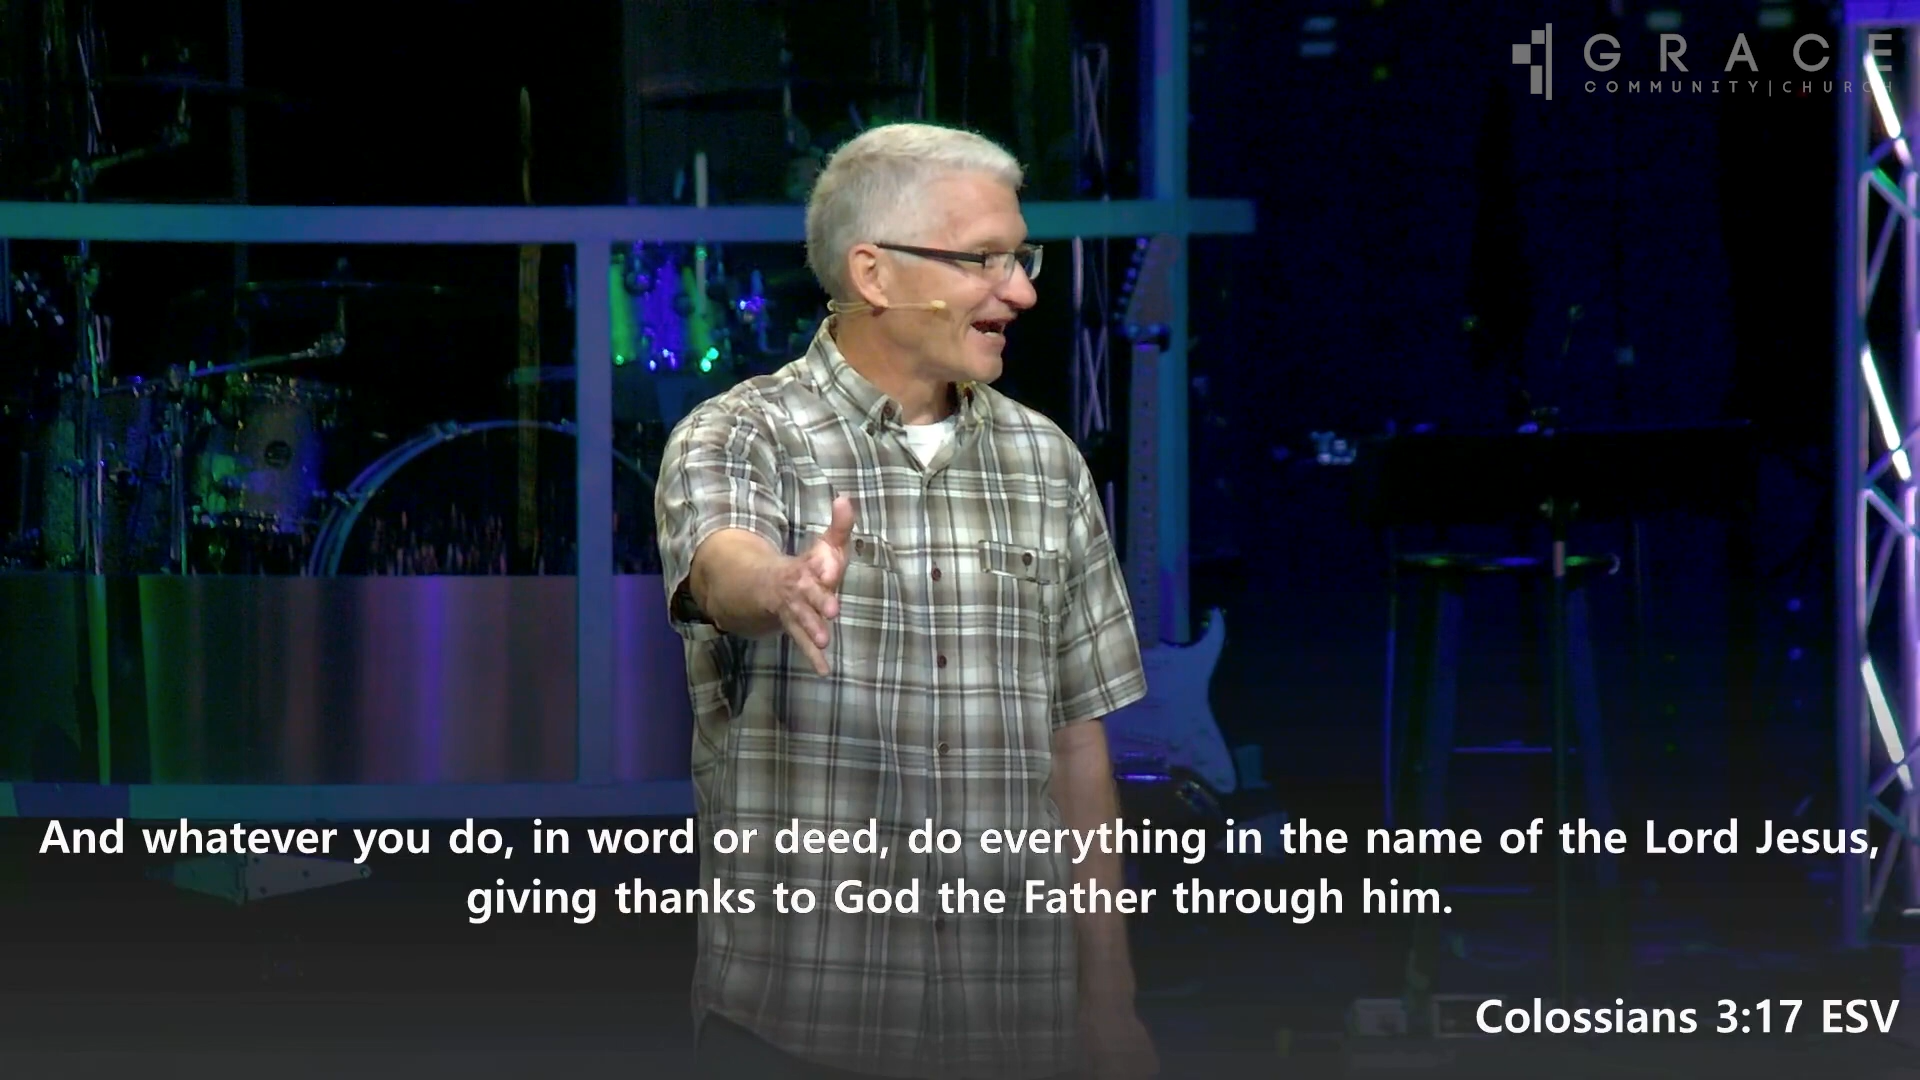 GRACE
COMMUNITY|CHURCH
And whatever you do, in word or deed, do everything in the name of the Lord Jesus,
giving thanks to God the Father through him.
Colossians 3:17 ESV